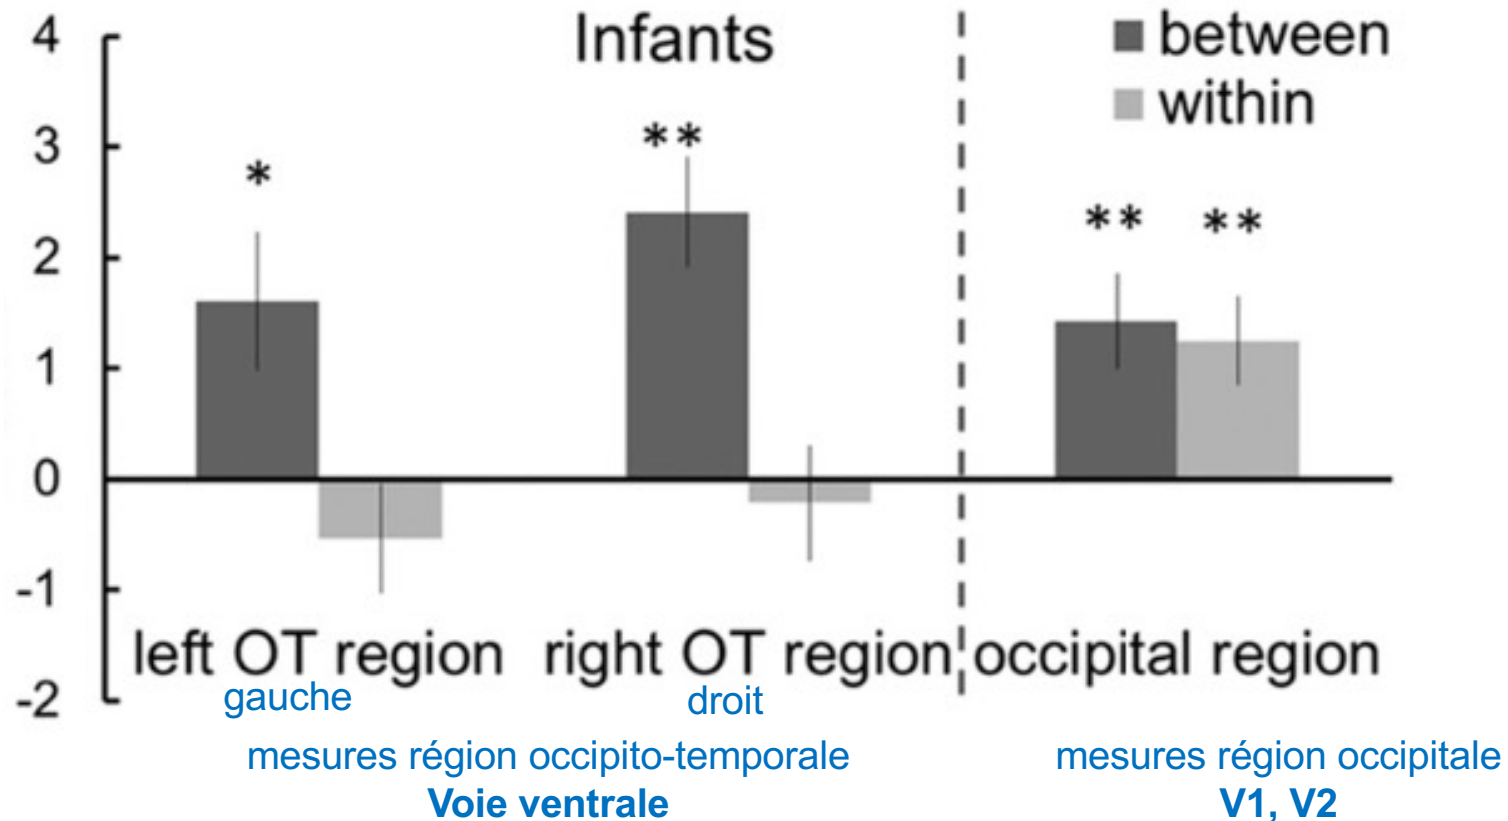 Infants
between
within
4
3
2
1
0
-1
-2
*
**
** **
left OT region right OT region occipital region
gauche droit
mesures région occipito-temporale mesures région occipitale
Voie ventrale V1, V2